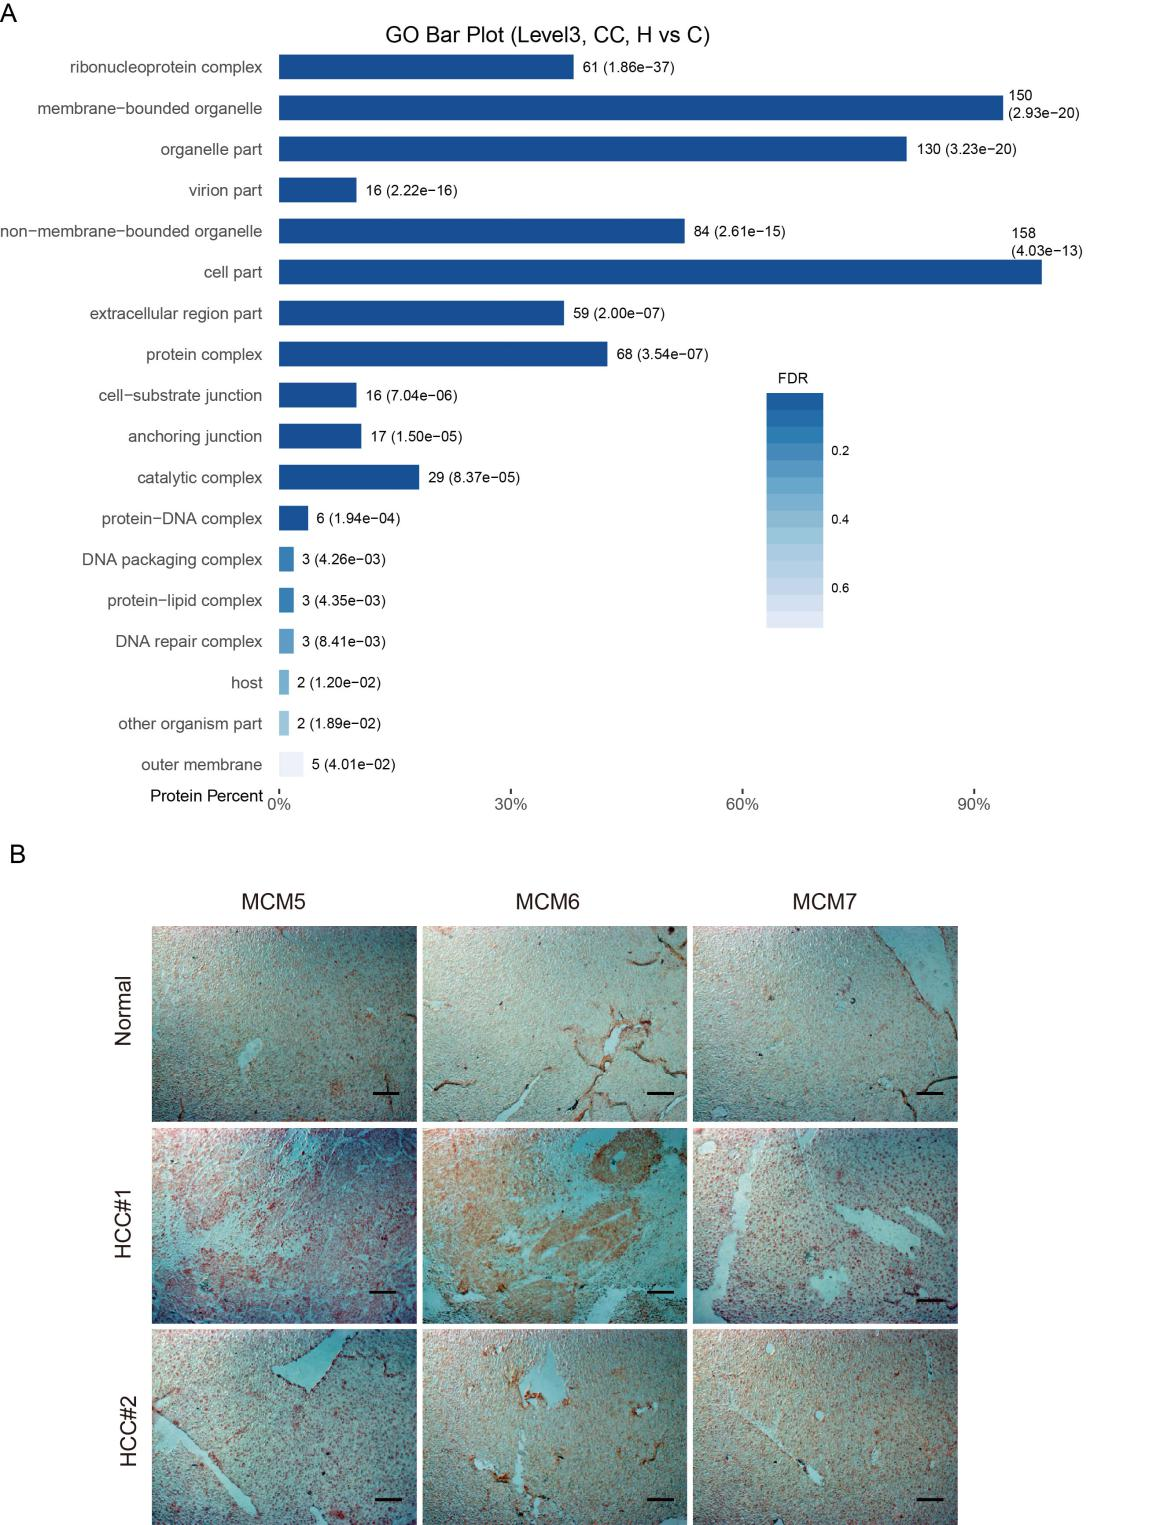 A
GO Bar Plot (Level3, CC, H vs C)
ribonucleoprotein complex 61 (1.86e−37)
membrane−bounded organelle 150
(2.93e−20)
organelle part 130 (3.23e−20)
virion part 16 (2.22e−16)
non−membrane−bounded organelle 84 (2.61e−15)
158
(4.03e−13)
cell part
extracellular region part 59 (2.00e−07)
protein complex 68 (3.54e−07)
FDR
cell−substrate junction 16 (7.04e−06)
anchoring junction 17 (1.50e−05)
0.2
catalytic complex 29 (8.37e−05)
protein−DNA complex 6 (1.94e−04)
0.4
DNA packaging complex 3 (4.26e−03)
0.6
protein−lipid complex 3 (4.35e−03)
DNA repair complex 3 (8.41e−03)
host 2 (1.20e−02)
other organism part 2 (1.89e−02)
outer membrane 5 (4.01e−02)
Protein Percent 0% 30% 60% 90%
B
MCM5 MCM6 MCM7
Normal
HCC#1
HCC#2